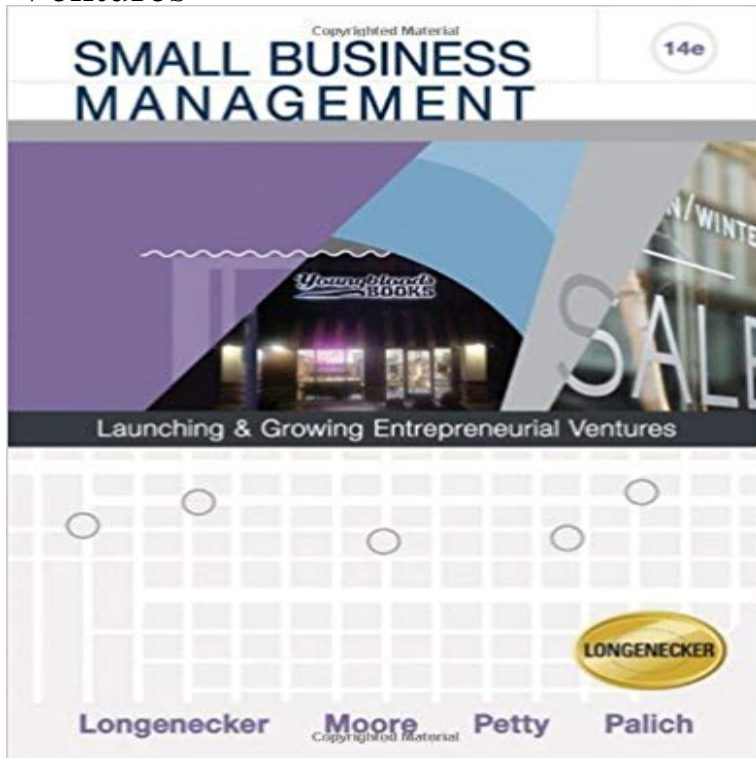 Copyrighted Material
SMALL BUSINESS
MANAGEMENT
14e
N/WINTE
Youngbloods
BOOKS
SALE
Launching & Growing Entrepreneurial Ventures
LONGENECKER
Longenecker Moore Petty Palich
Copyrighted Material